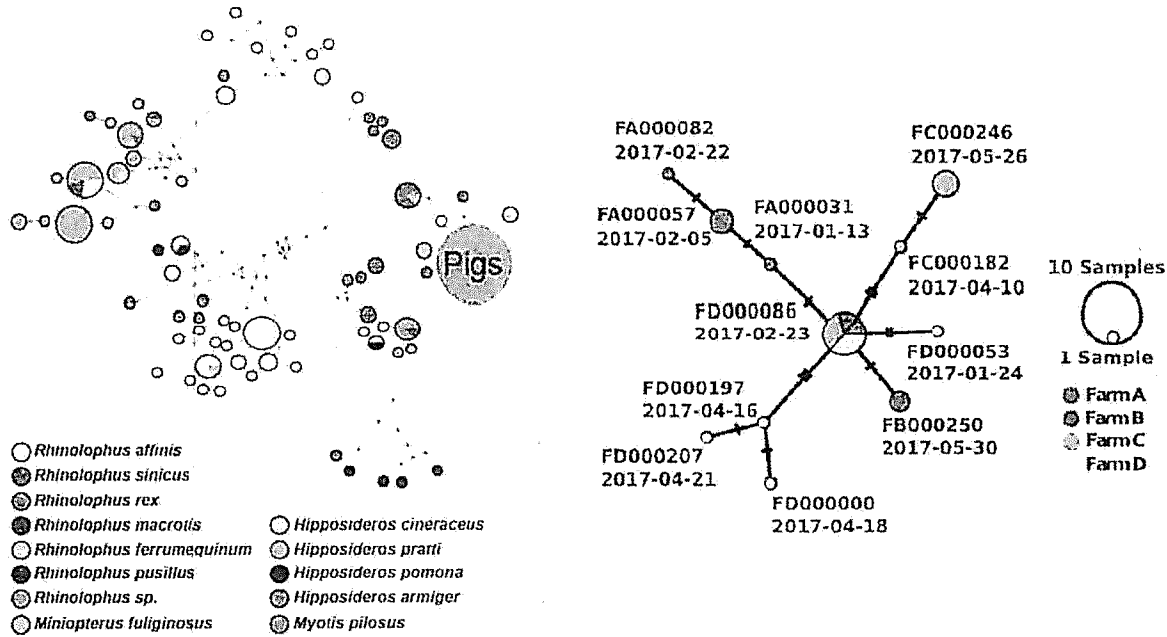 Pigs
Rhinolophus affinis
Rhinolophus sinicus
Rhinolophus rex
Rhinolophus macrotis
Rhinolophus ferrumequinum
Rhinolophus pusillus
Rhinolophus sp.
Miniopterus fuliginosus
Hipposideros cineraceus
Hipposideros pratti
Hipposideros pomona
Hipposideros armiger
Myotis pilosus
FA000082
2017-02-22
FC000246
2017-05-26
FA000057
2017-02-05
FA000031
2017-01-13
FC000182
2017-04-10
FD000086
2017-02-23
FD000053
2017-01-24
FD000197
2017-04-16
FB000250
2017-05-30
FD000207
2017-04-21
FD000000
2017-04-18
10 Samples
1 Sample
FarmA
FarmB
FarmC
FarmD